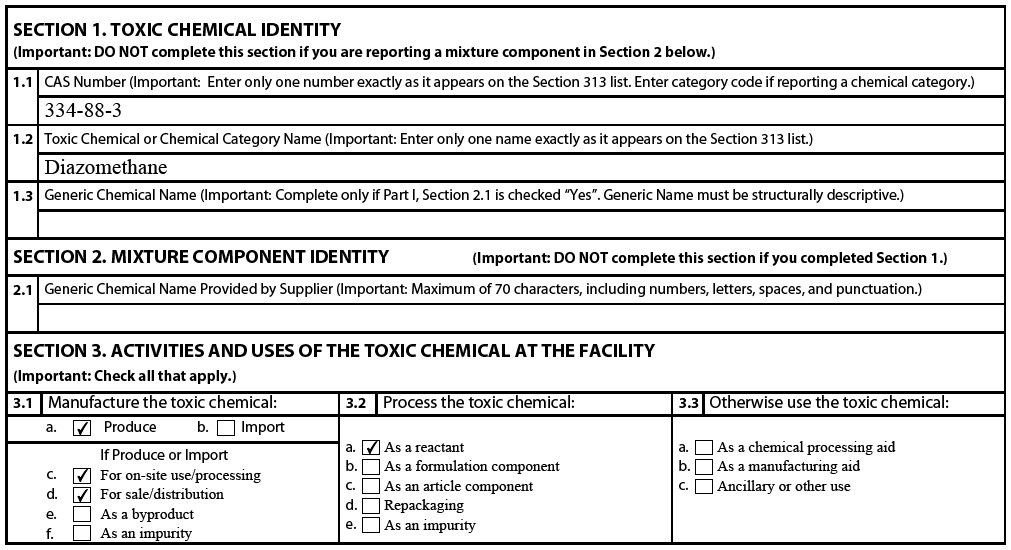 SECTION 1. TOXIC CHEMICAL IDENTITY
(Important: DO NOT complete this section if you are reporting a mixture component in Section 2 below.)
1.1 CAS Number (Important: Enter only one number exactly as it appears on the Section 313 list. Enter category code if reporting a chemical category.)
334-88-3
1.2 Toxic Chemical or Chemical Category Name (Important: Enter only one name exactly as it appears on the Section 313 list.)
Diazomethane
1.3 Generic Chemical Name (Important: Complete only if Part I, Section 2.1 is checked “Yes”. Generic Name must be structurally descriptive.)
SECTION 2. MIXTURE COMPONENT IDENTITY (Important: DO NOT complete this section if you completed Section 1.)
2.1 Generic Chemical Name Provided by Supplier (Important: Maximum of 70 characters, including numbers, letters, spaces, and punctuation.)
SECTION 3. ACTIVITIES AND USES OF THE TOXIC CHEMICAL AT THE FACILITY
(Important: Check all that apply.)
3.1 Manufacture the toxic chemical:
a. Produce b. Import
If Produce or Import
c. For on-site use/processing
d. For sale/distribution
e. As a byproduct
f. As an impurity
3.2 Process the toxic chemical:
a. As a reactant
b. As a formulation component
c. As an article component
d. Repackaging
e. As an impurity
3.3 Otherwise use the toxic chemical:
a. As a chemical processing aid
b. As a manufacturing aid
c. Ancillary or other use